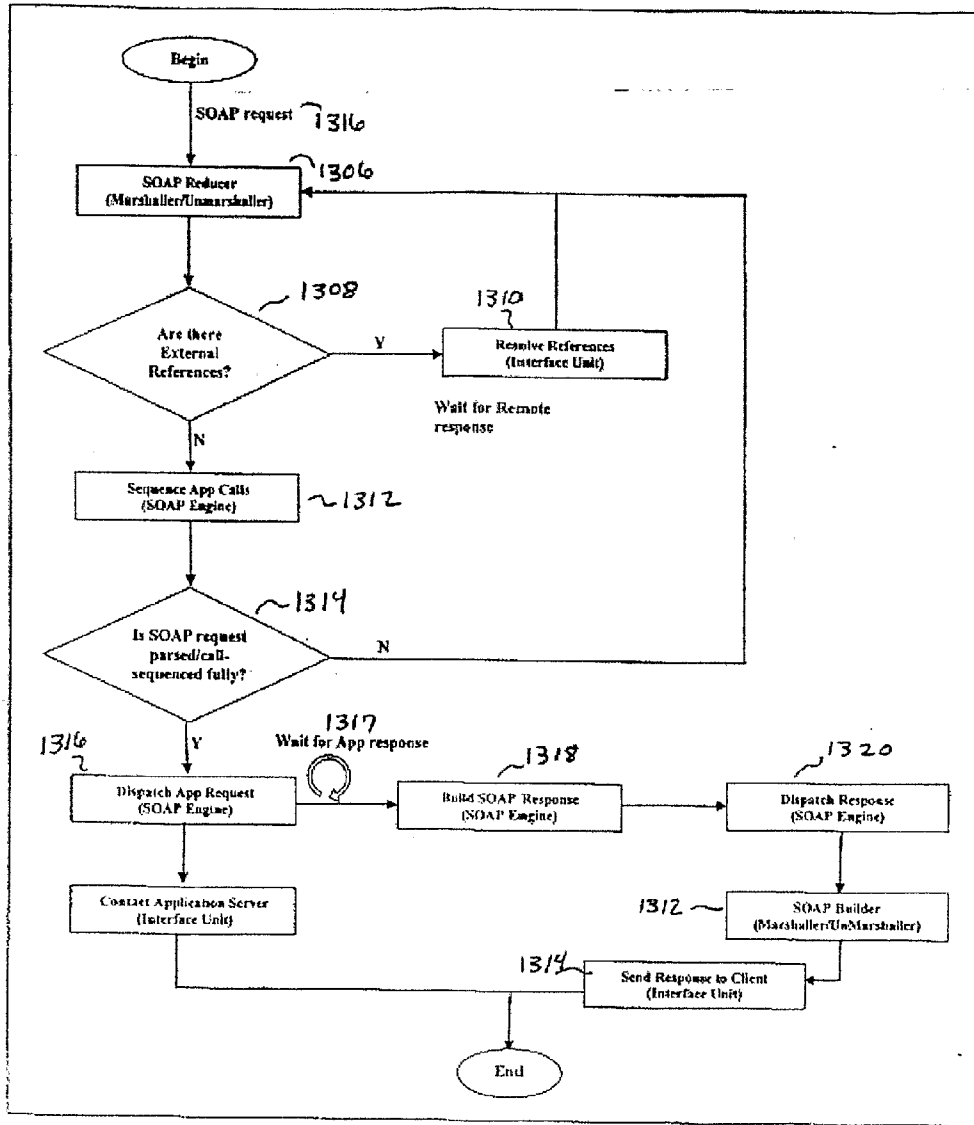 Begin
SOAP request
1316
1306
SOAP Reducer
(Marshaller/Unmarshaller)
1308
Are there
External
References?
Y
1310
Resolve References
(Interface Unit)
Wait for Remote
response
N
Sequence App Calls
(SOAP Engine)
1312
1314
Is SOAP request
parsed/call-
sequenced fully?
N
Y
1316
Dispatch App Request
(SOAP Engine)
1317
Wait for App response
1318
Build SOAP Response
(SOAP Engine)
1320
Dispatch Response
(SOAP Engine)
Contact Application Server
(Interface Unit)
1312
SOAP Builder
(Marshaller/UnMarshaller)
1314
Send Response to Client
(Interface Unit)
End